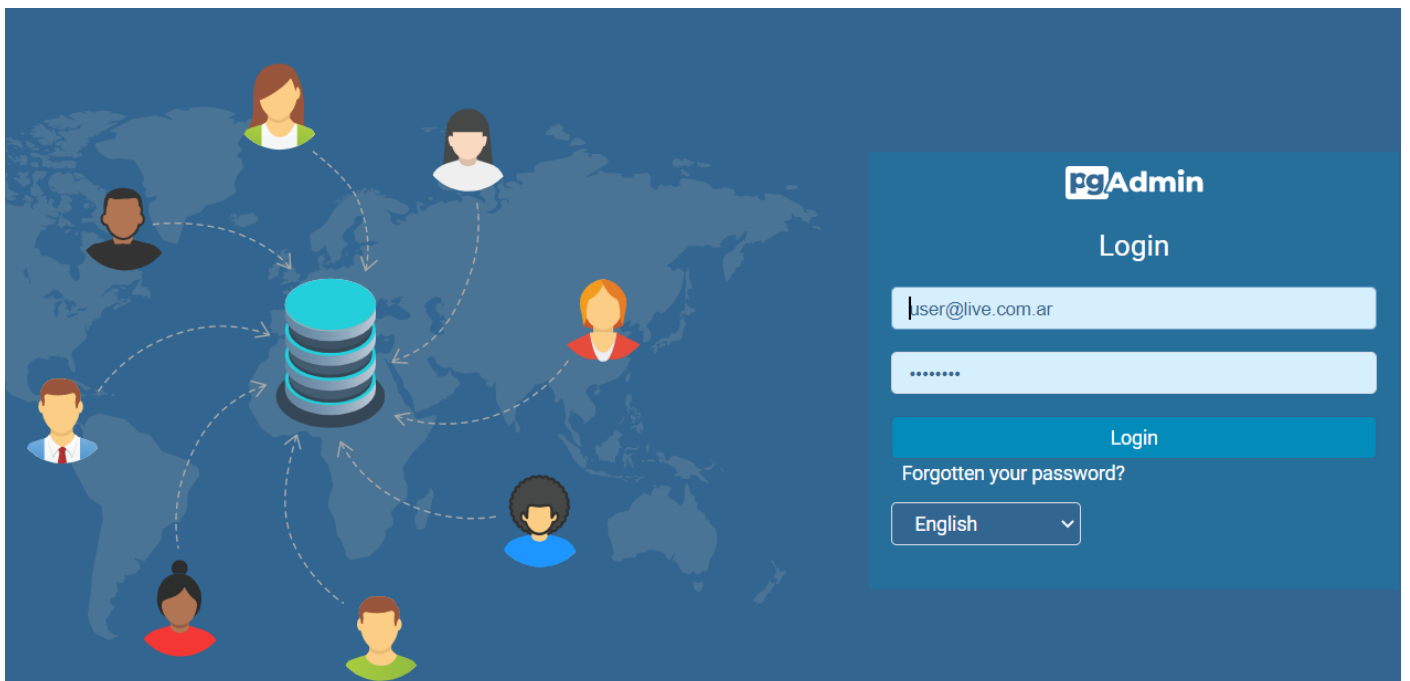 pgAdmin
Login
user@live.com.ar
••••••••
Login
Forgotten your password?
English